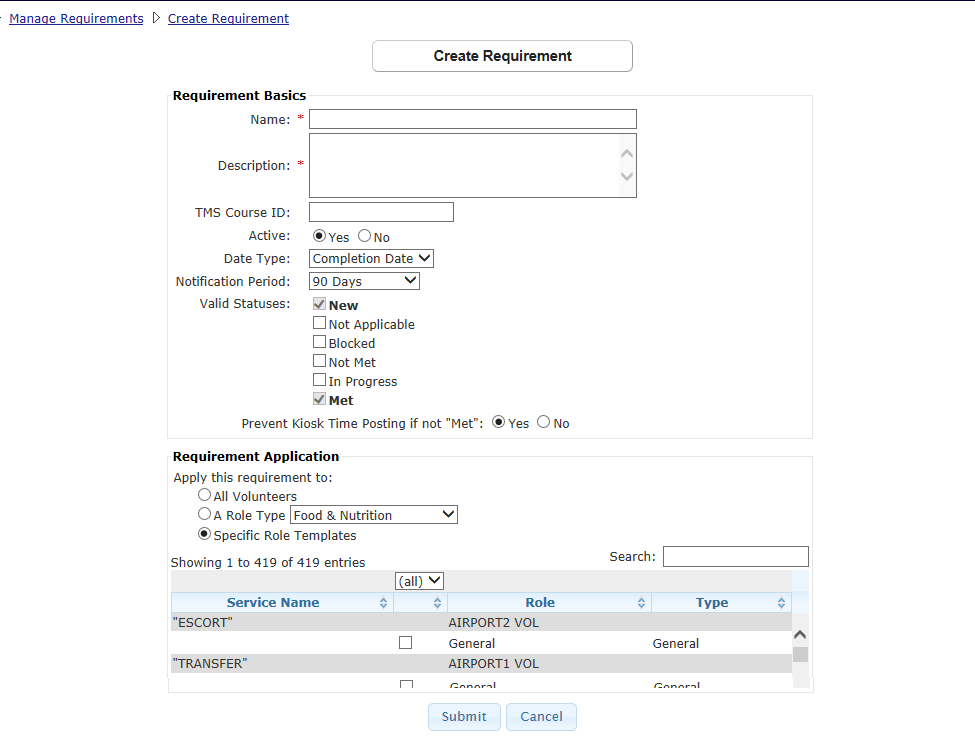 Manage Requirements Create Requirement
Create Requirement
Requirement Basics
Name: *
Description: *
TMS Course ID:
Active: Yes No
Date Type: Completion Date
Notification Period: 90 Days
Valid Statuses: New
Not Applicable
Blocked
Not Met
In Progress
Met
Prevent Kiosk Time Posting if not "Met": Yes No
Requirement Application
Apply this requirement to:
All Volunteers
A Role Type Food & Nutrition
Specific Role Templates
Showing 1 to 419 of 419 entries Search:
(all)
Service Name Role Type
"ESCORT" AIRPORT2 VOL
General General
"TRANSFER" AIRPORT1 VOL
General General
Submit Cancel